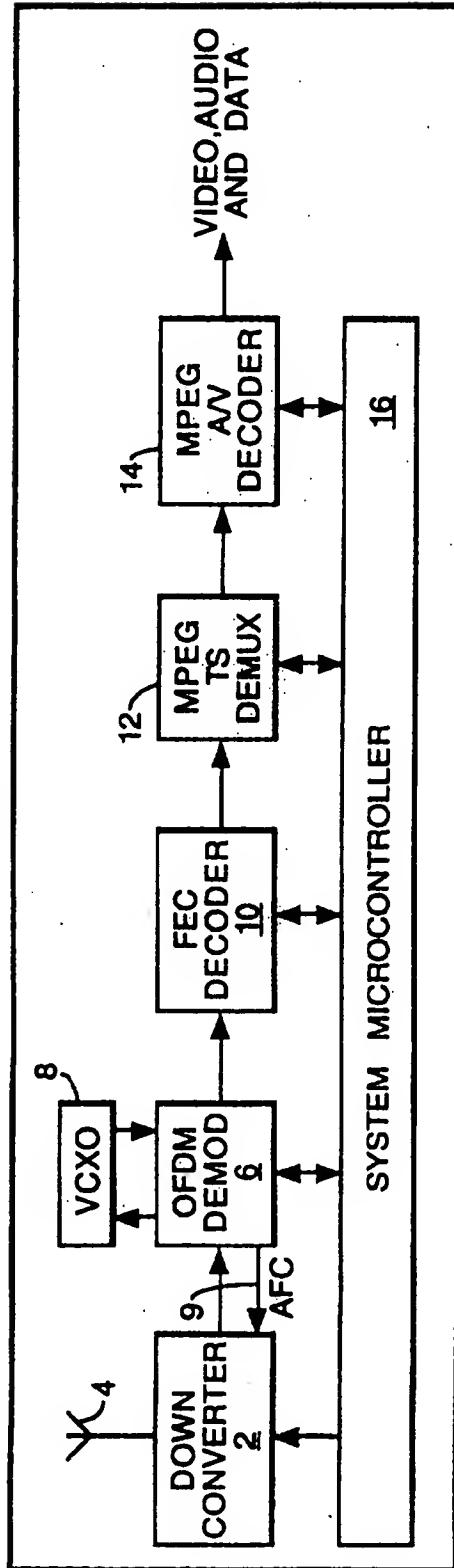 4
DOWN
CONVERTER
2
9
AFC
8
VCXO
OFDM
DEMOD
6
FEC
DECODER
10
12
MPEG
TS
DEMUX
14
MPEG
A/V
DECODER
VIDEO, AUDIO
AND DATA
SYSTEM MICROCONTROLLER
16